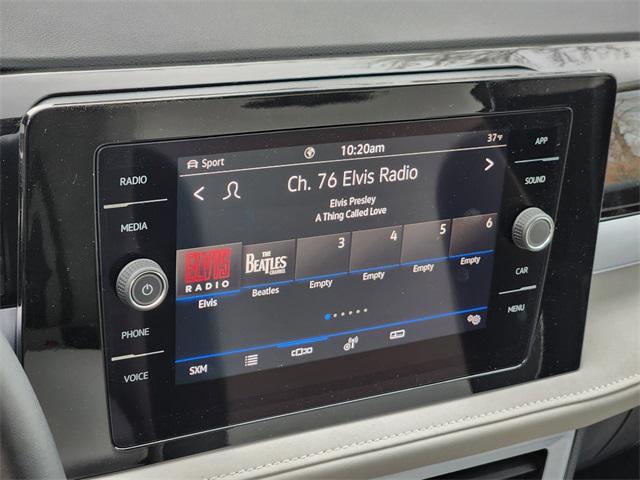 RADIO
MEDIA
PHONE
VOICE
Sport
10:20am
37°F
Ch. 76 Elvis Radio
Elvis Presley
A Thing Called Love
ELVIS
RADIO
Elvis
THE
BEATLES
CHANNEL
Beatles
3
Empty
4
Empty
5
Empty
6
Empty
SXM
APP
SOUND
CAR
MENU